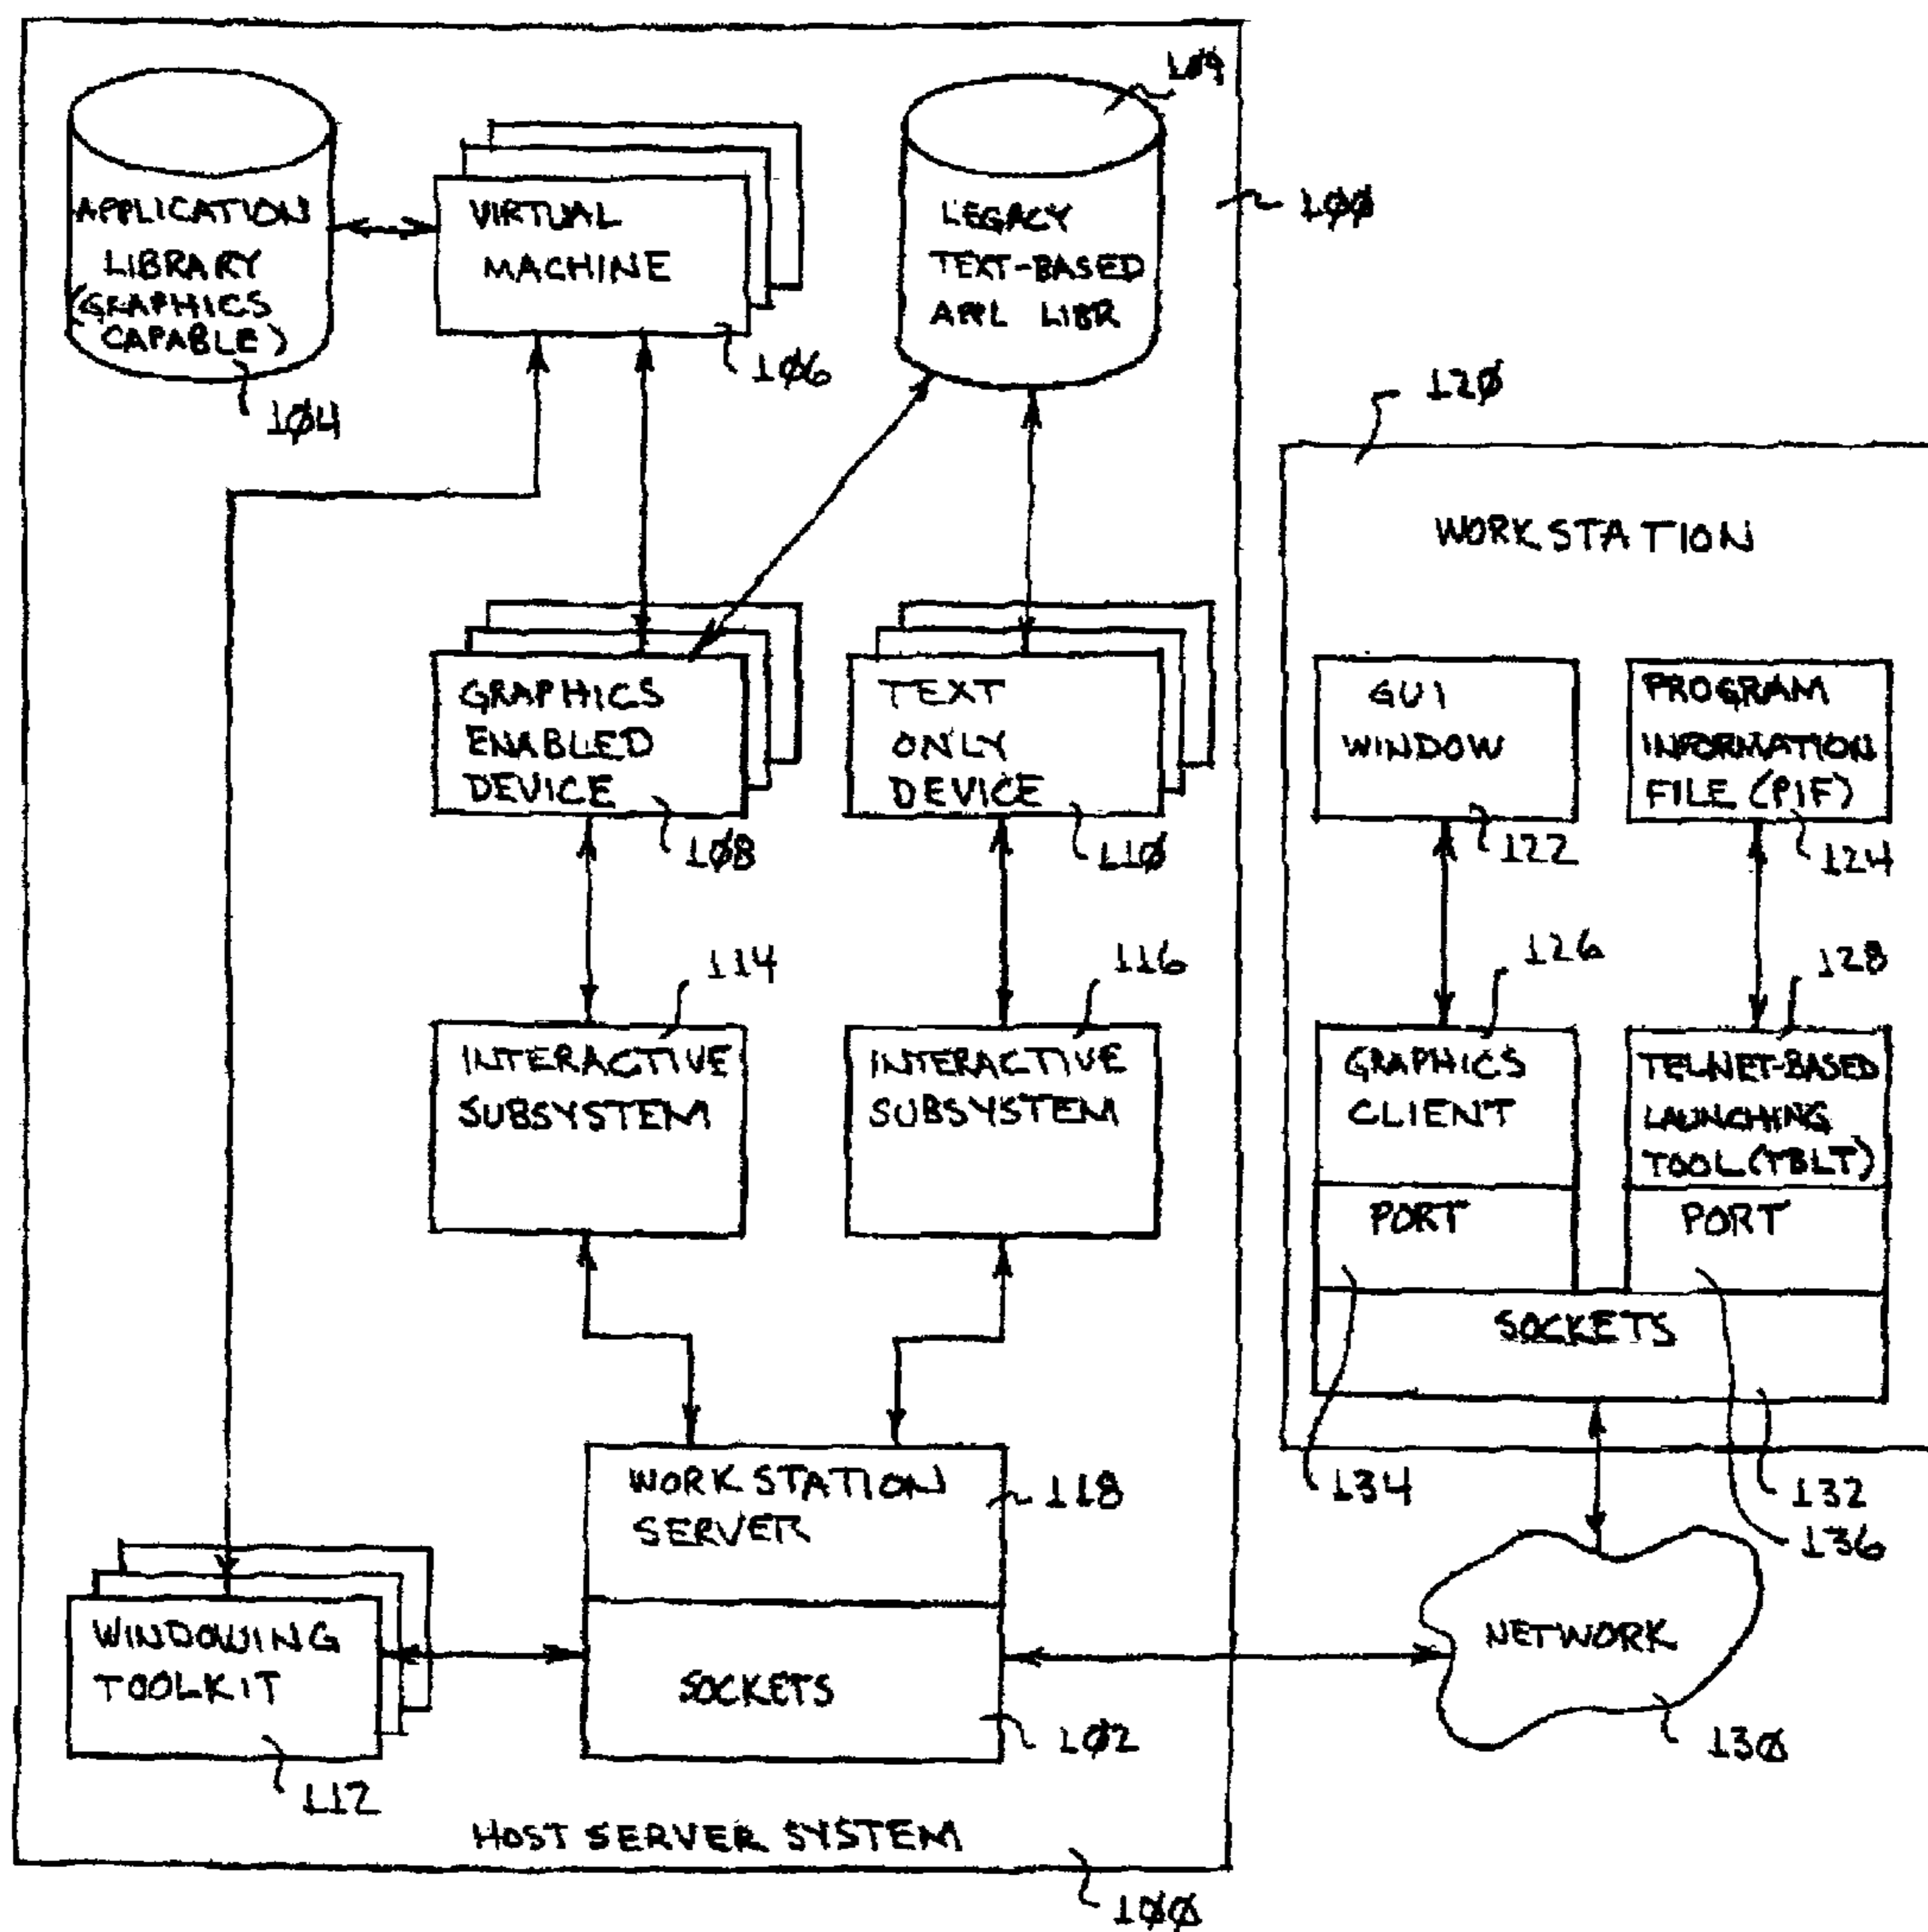 109
APPLICATION
LIBRARY
(GRAPHICS
CAPABLE)
104
VIRTUAL
MACHINE
106
LEGACY
TEXT-BASED
APPL LIBR
100
120
WORKSTATION
GRAPHICS
ENABLED
DEVICE
108
TEXT
ONLY
DEVICE
110
GUI
WINDOW
122
PROGRAM
INFORMATION
FILE (PIF)
124
114
116
126
128
INTERACTIVE
SUBSYSTEM
INTERACTIVE
SUBSYSTEM
GRAPHICS
CLIENT
PORT
TELNET-BASED
LAUNCHING
TOOL (TBLT)
PORT
SOCKETS
134
132
136
WORKSTATION
SERVER
118
SOCKETS
102
WINDOWING
TOOLKIT
112
NETWORK
130
HOST SERVER SYSTEM
100